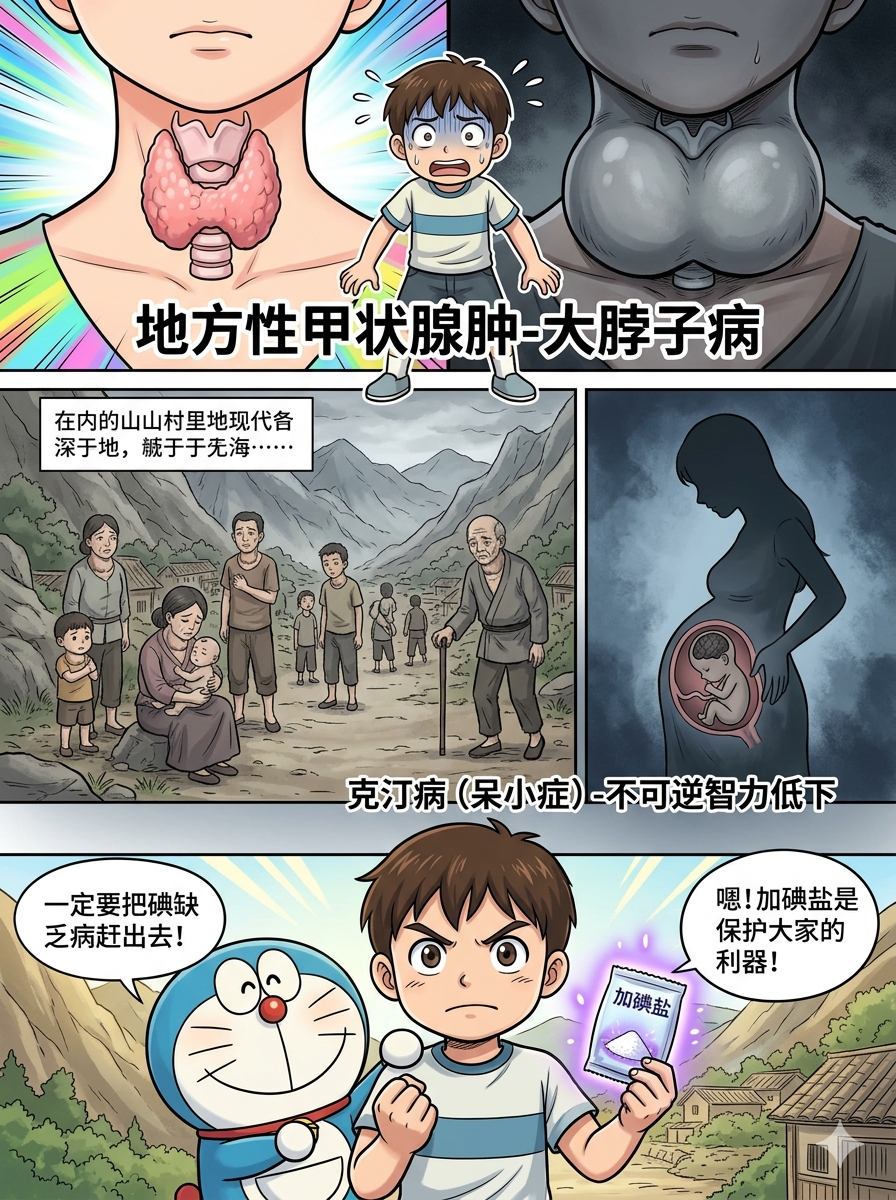 地方性甲状腺肿-大脖子病
在内的山山村里地现代各
深于地，虢于于先海……
克汀病（呆小症）-不可逆智力低下
一定要把碘缺
乏病赶出去！
嗯！加碘盐是
保护大家的
利器！
加碘盐